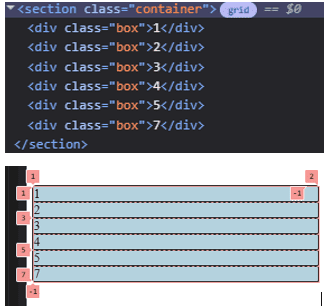 <section class="container"> grid == $0
<div class="box">1</div>
<div class="box">2</div>
<div class="box">3</div>
<div class="box">4</div>
<div class="box">5</div>
<div class="box">7</div>
</section>
1 2
1 1 -1
2
3 3
4
5 5
7 7
-1